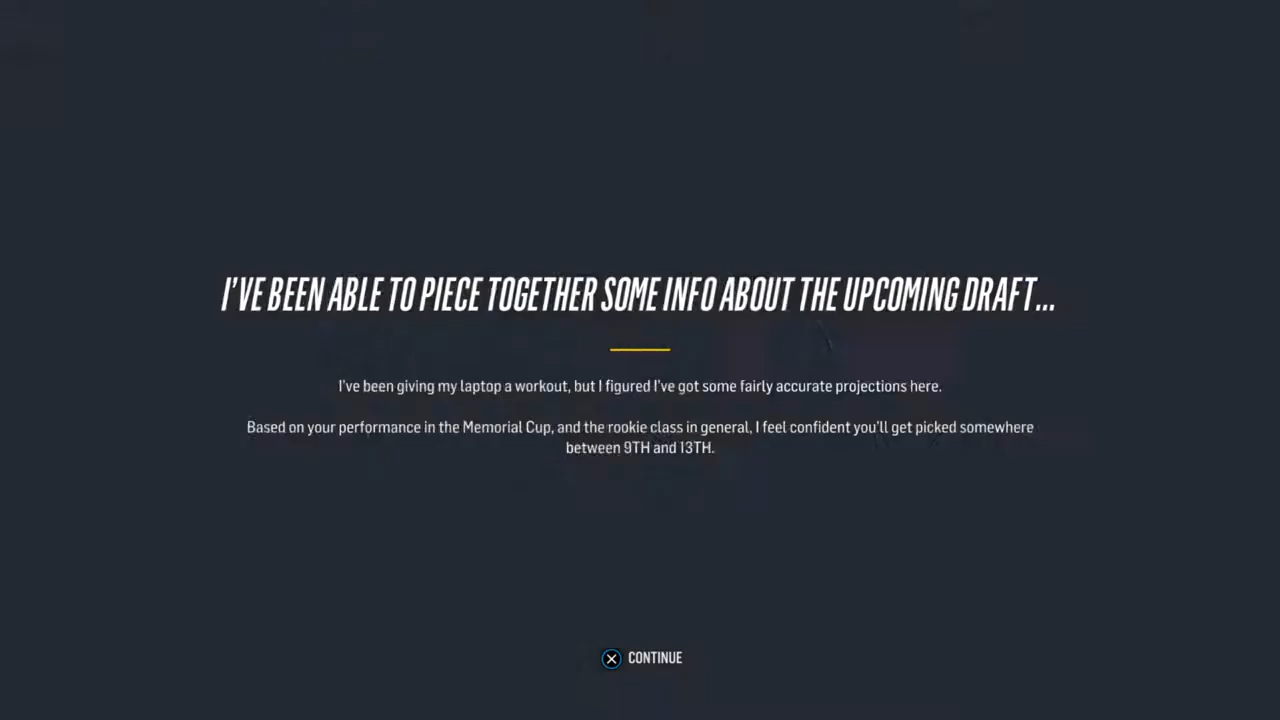 I'VE BEEN ABLE TO PIECE TOGETHER SOME INFO ABOUT THE UPCOMING DRAFT...
I've been giving my laptop a workout, but I figured I've got some fairly accurate projections here.
Based on your performance in the Memorial Cup, and the rookie class in general, I feel confident you'll get picked somewhere
between 9TH and 13TH.
CONTINUE